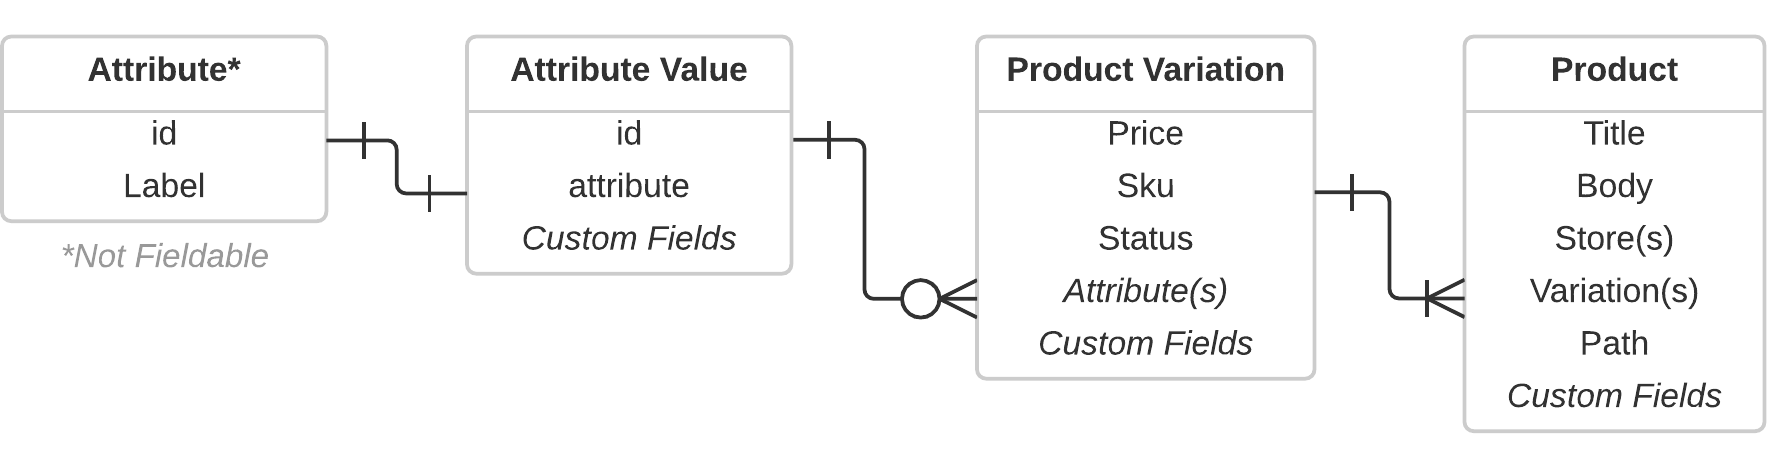 Attribute*
id
Label
*Not Fieldable
Attribute Value
id
attribute
Custom Fields
Product Variation
Price
Sku
Status
Attribute(s)
Custom Fields
Product
Title
Body
Store(s)
Variation(s)
Path
Custom Fields